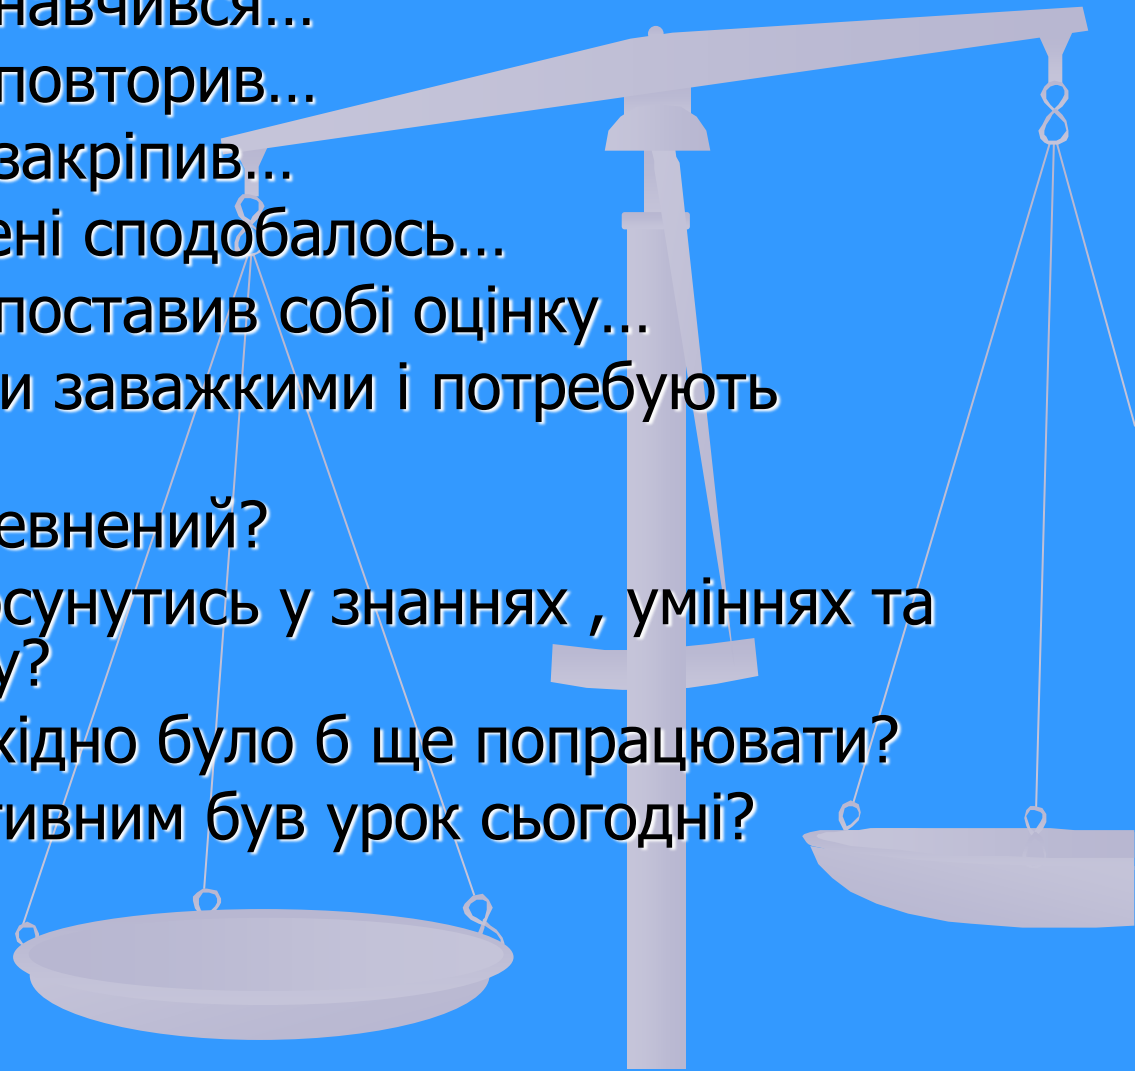 навчився…
повторив…
закріпив…
ені сподобалось…
поставив собі оцінку…
и заважкими і потребують
евнений?
осунутись у знаннях , уміннях та
у?
хідно було б ще попрацювати?
тивним був урок сьогодні?